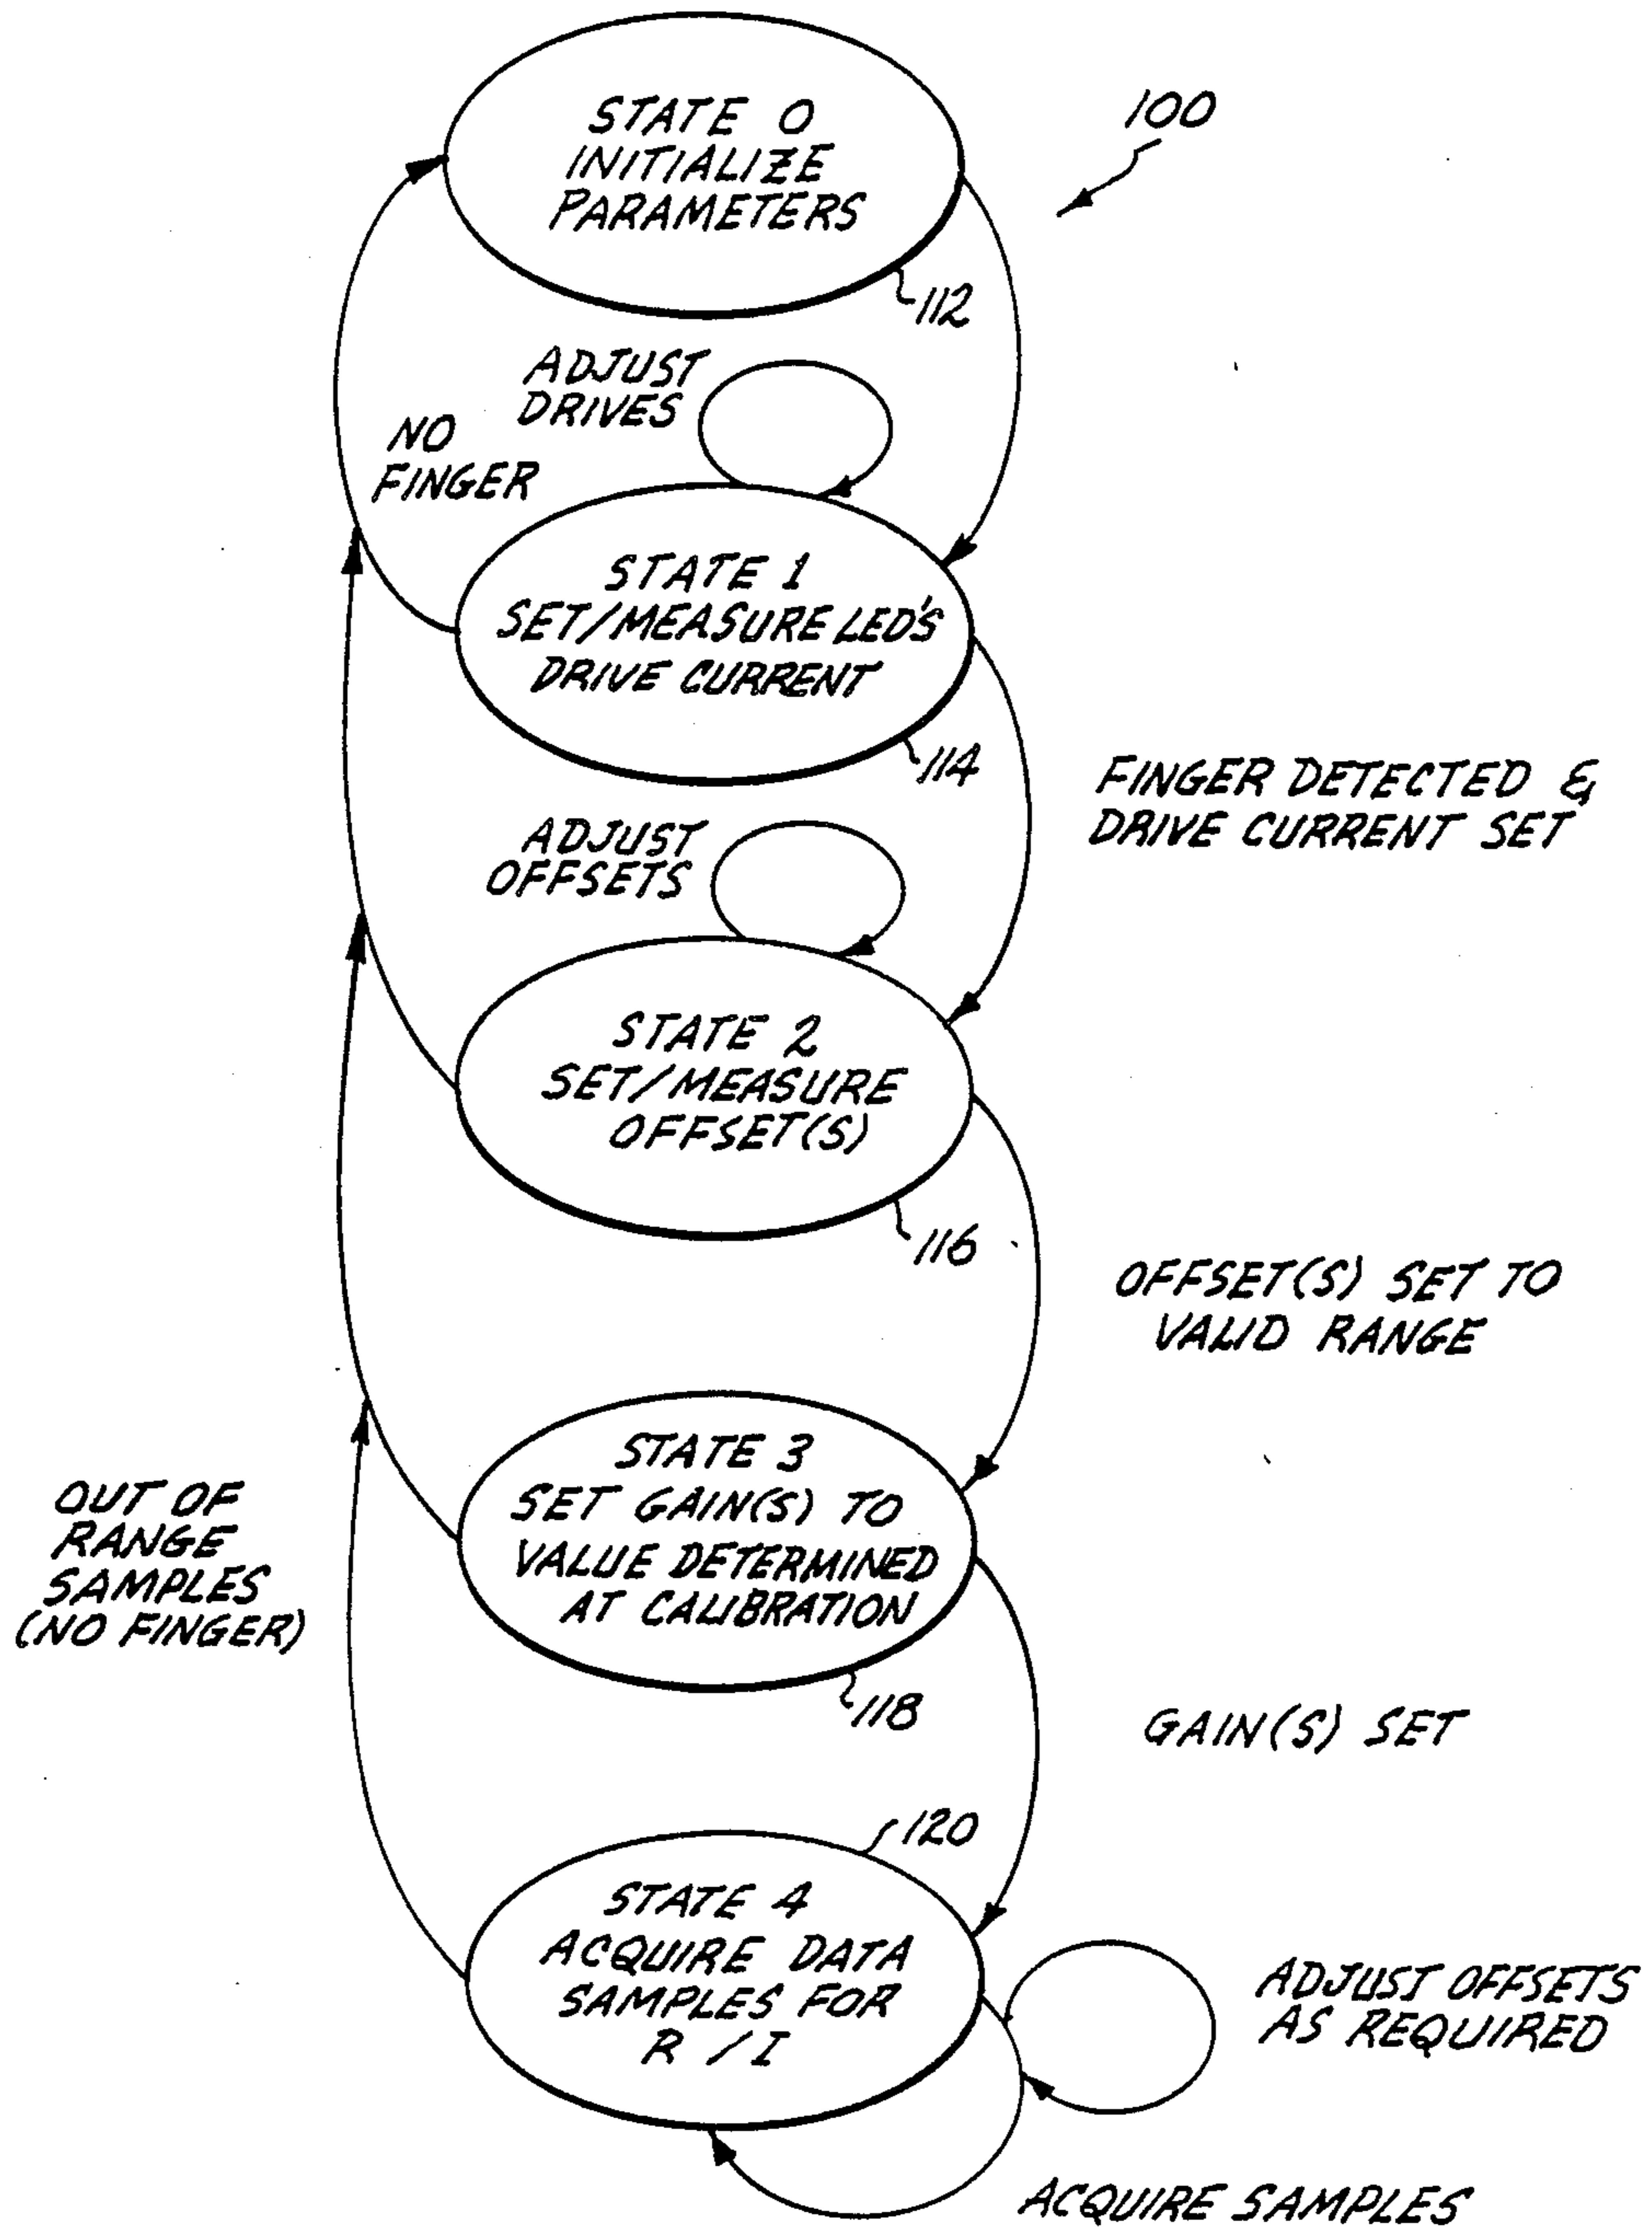 100
STATE 0
INITIALIZE
PARAMETERS
112
ADJUST
DRIVES
NO
FINGER
STATE 1
SET/MEASURE LED'S
DRIVE CURRENT
114
FINGER DETECTED &
DRIVE CURRENT SET
ADJUST
OFFSETS
STATE 2
SET/MEASURE
OFFSET(S)
116
OFFSET(S) SET TO
VALID RANGE
STATE 3
SET GAIN(S) TO
VALUE DETERMINED
AT CALIBRATION
118
OUT OF
RANGE
SAMPLES
(NO FINGER)
GAIN(S) SET
120
STATE 4
ACQUIRE DATA
SAMPLES FOR
R / I
ADJUST OFFSETS
AS REQUIRED
ACQUIRE SAMPLES